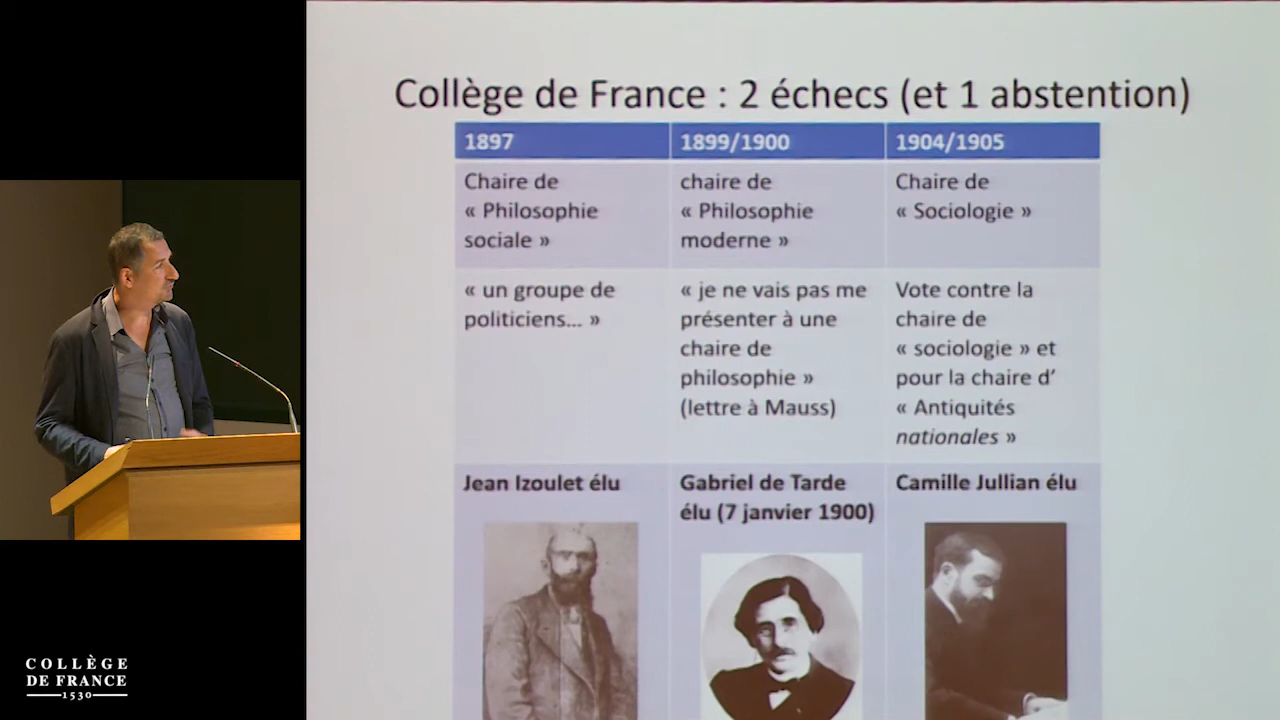 Collège de France : 2 échecs (et 1 abstention)
1897
1899/1900
1904/1905
Chaire de
« Philosophie
sociale »
chaire de
« Philosophie
moderne »
Chaire de
« Sociologie »
« un groupe de
politiciens... »
« je ne vais pas me
présenter à une
chaire de
philosophie »
(lettre à Mauss)
Vote contre la
chaire de
« sociologie » et
pour la chaire d’
« Antiquités
nationales »
Jean Izoulet élu
Gabriel de Tarde
élu (7 janvier 1900)
Camille Jullian élu
COLLÈGE
DE FRANCE
1530